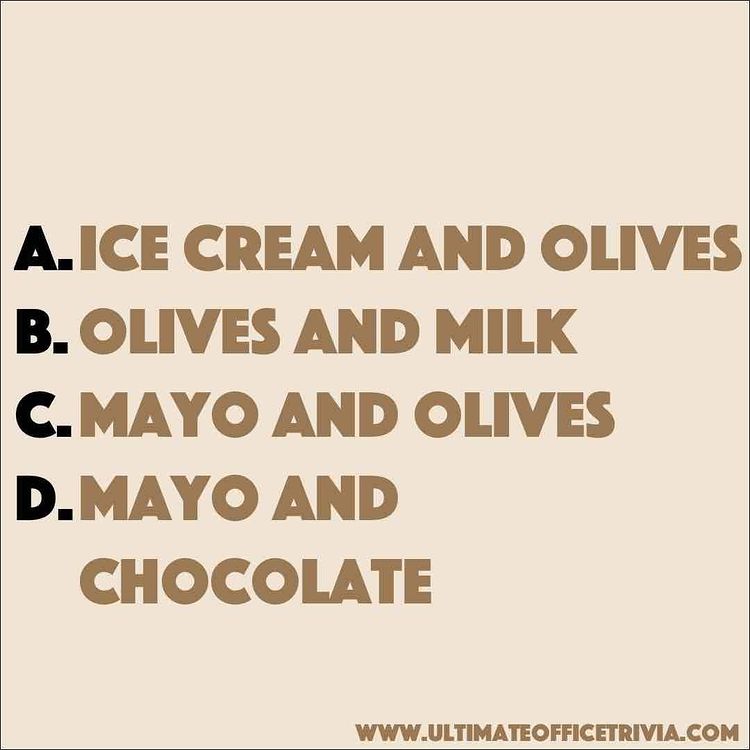 A. ICE CREAM AND OLIVES
B. OLIVES AND MILK
C. MAYO AND OLIVES
D. MAYO AND
CHOCOLATE
WWW.ULTIMATEOFFICETRIVIA.COM